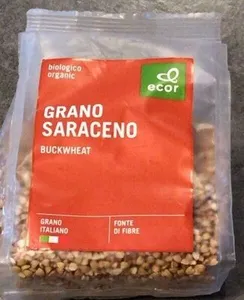 biologico
organic
ecor
GRANO
SARACENO
BUCKWHEAT
GRANO
ITALIANO
FONTE
DI FIBRE